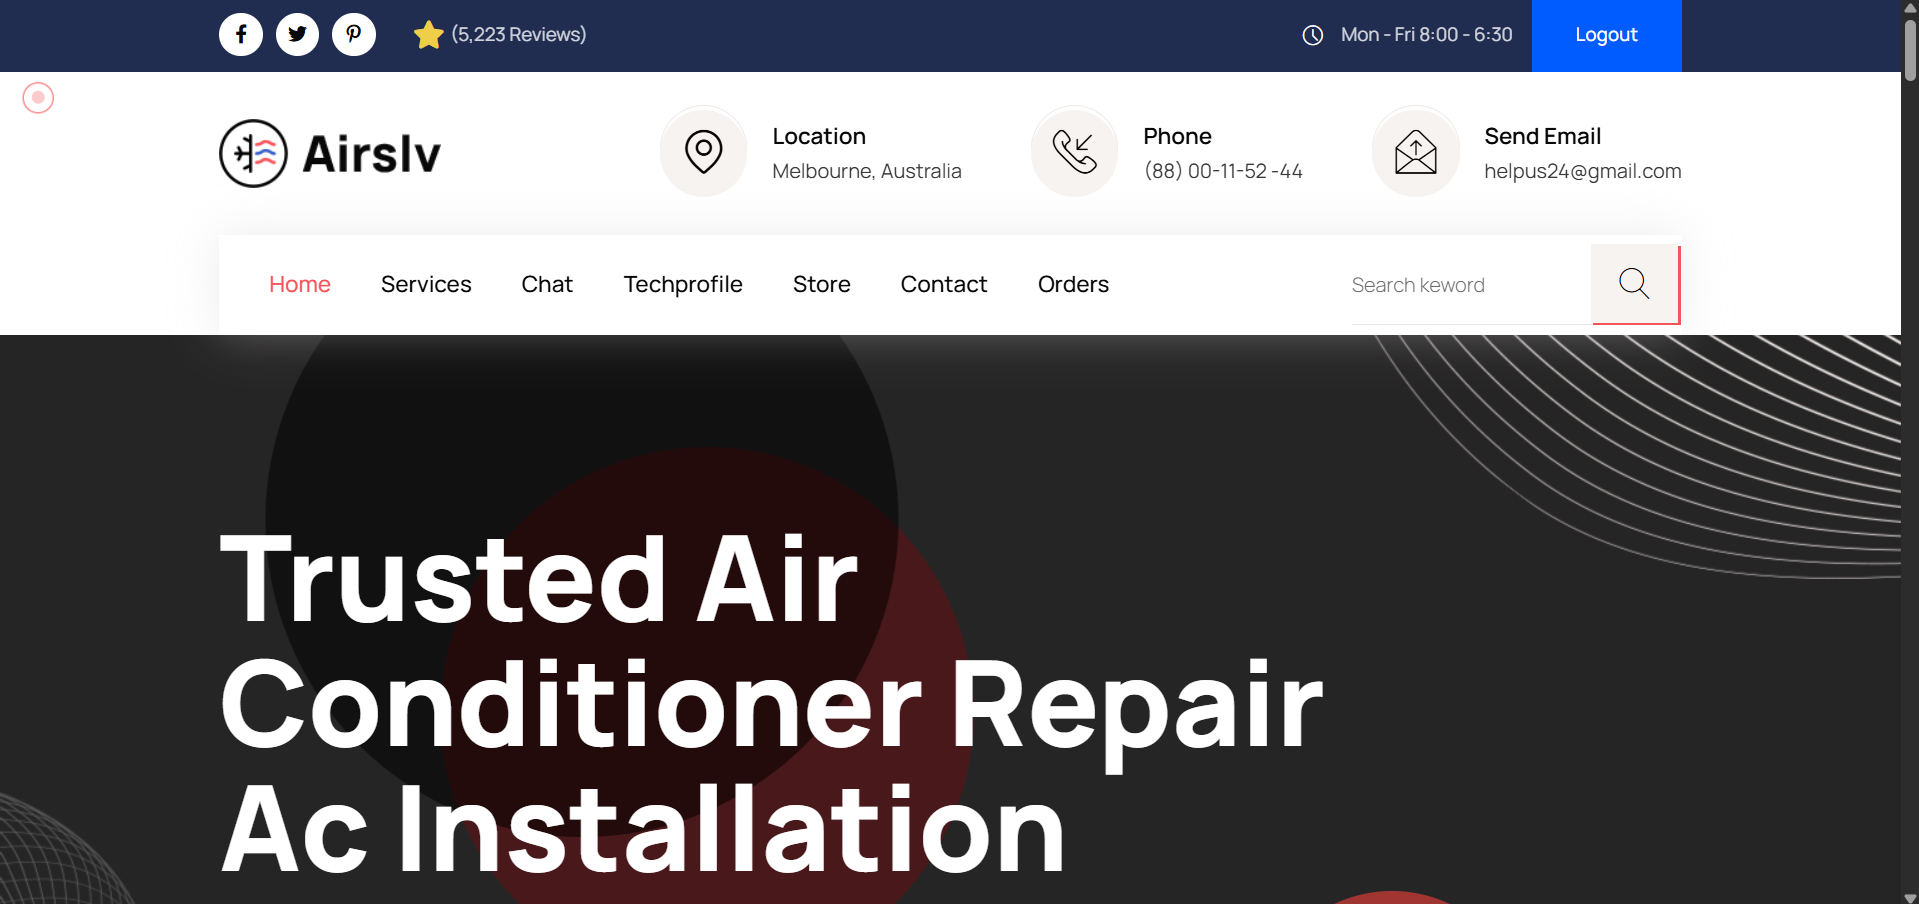 (5,223 Reviews)
Mon - Fri 8:00 - 6:30
Logout
Airslv
Location
Melbourne, Australia
Phone
(88) 00-11-52 -44
Send Email
helpus24@gmail.com
Home Services Chat Techprofile Store Contact Orders
Search keword
Trusted Air
Conditioner Repair
Ac Installation